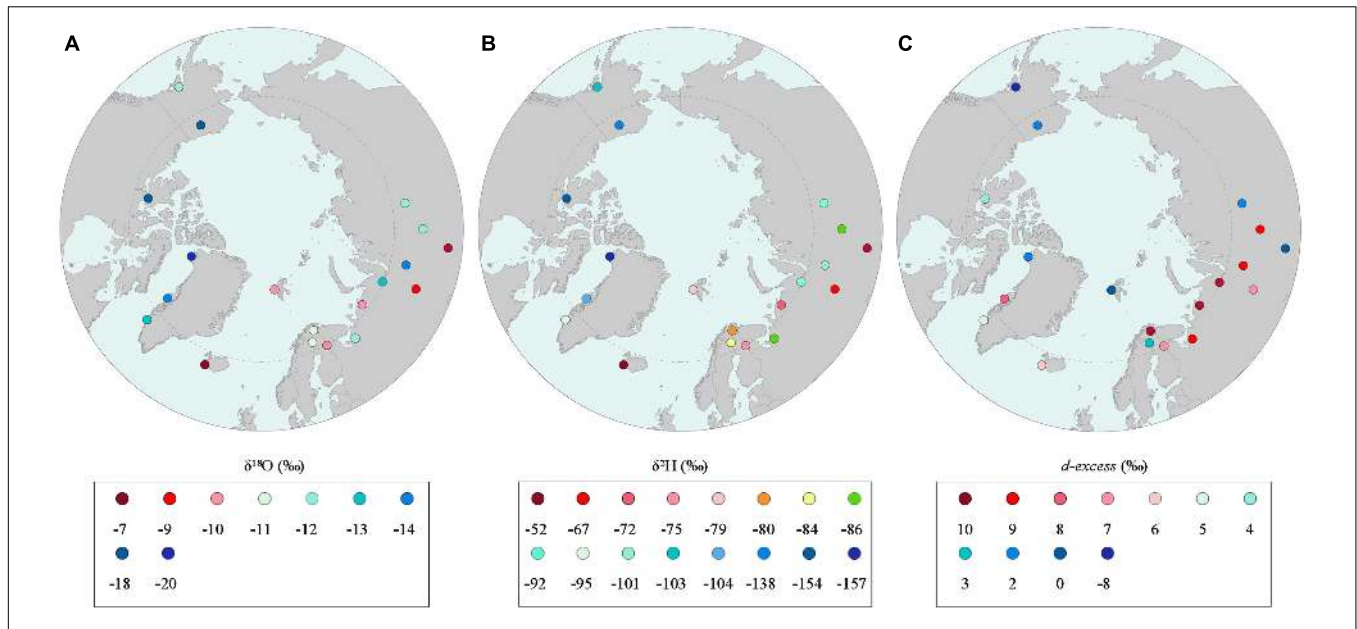 A B C
δ¹⁸O (‰) δ²H (‰) d-excess (‰)
-7 -9 -10 -11 -12 -13 -14 -52 -67 -72 -75 -79 -80 -84 -86 10 9 8 7 6 5 4
-18 -20 -92 -95 -101 -103 -104 -138 -154 -157 3 2 0 -8